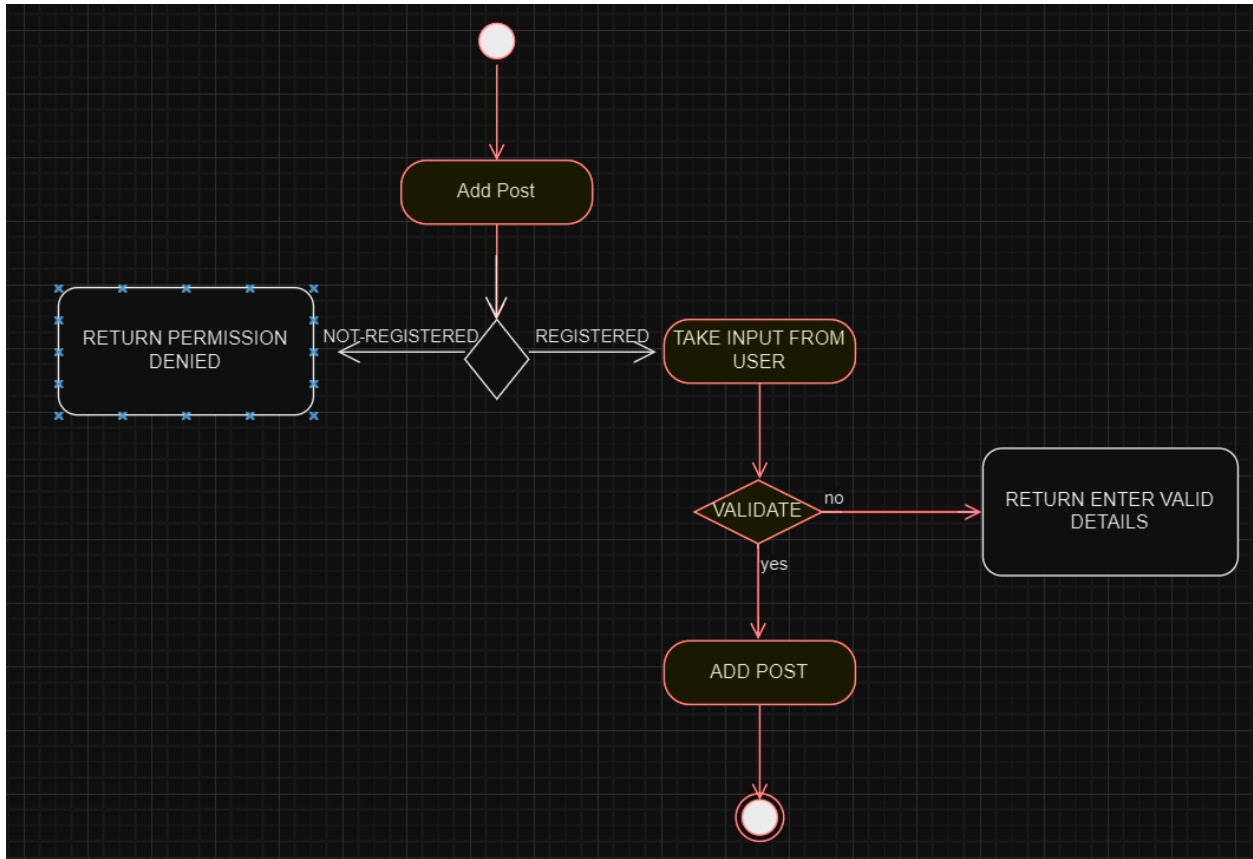 Add Post
RETURN PERMISSION
DENIED
NOT-REGISTERED
REGISTERED
TAKE INPUT FROM
USER
VALIDATE
no
RETURN ENTER VALID
DETAILS
yes
ADD POST